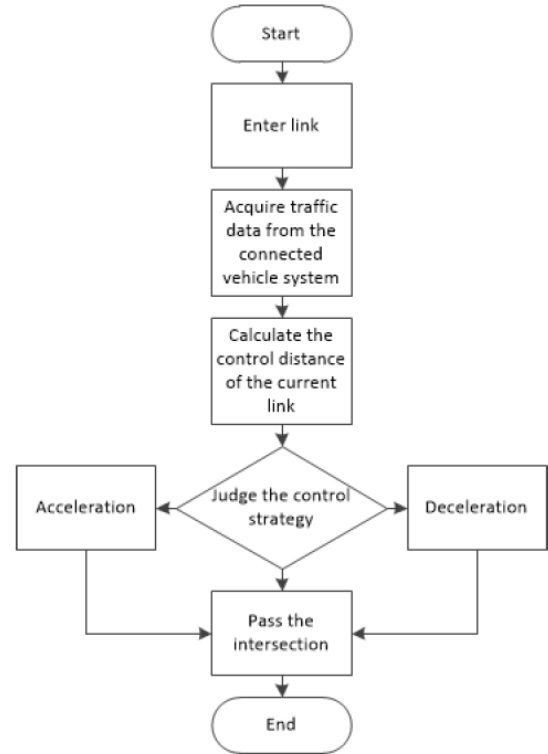 Start
Enter link
Acquire traffic
data from the
connected
vehicle system
Calculate the
control distance
of the current
link
Acceleration
Judge the control
strategy
Deceleration
Pass the
intersection
End